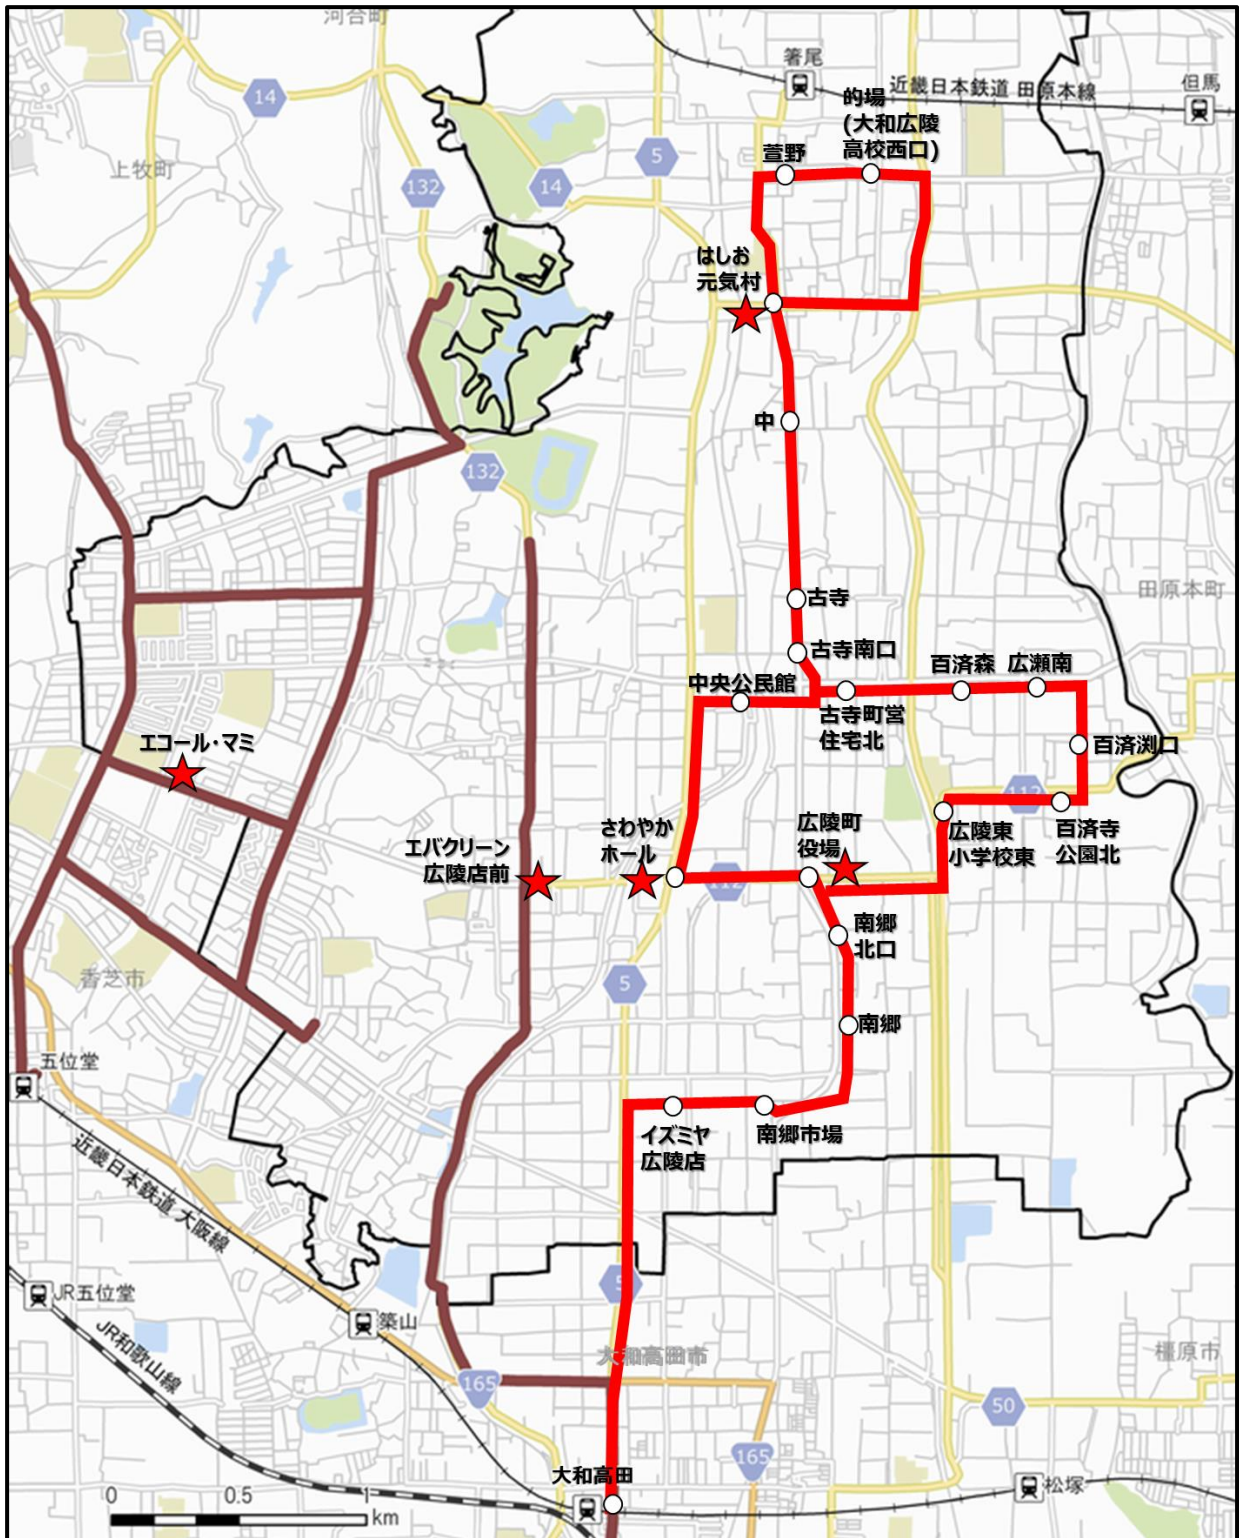 河合町
箸尾
近畿日本鉄道 田原本線
但馬
14
的場
(大和広陵
高校西口)
5
萱野
上牧町
132
14
はしお
元気村
中
132
田原本町
古寺
古寺南口
百済森
広瀬南
中央公民館
古寺町営
住宅北
エコール・マミ
百済渕口
112
さわやか
ホール
広陵町
役場
広陵東
小学校東
百済寺
公園北
エバクリーン
広陵店前
112
南郷
北口
香芝市
5
南郷
五位堂
イズミヤ
広陵店
南郷市場
近畿日本鉄道 大阪線
5
JR五位堂
築山
JR和歌山線
大和高田市
橿原市
165
50
165
大和高田
松塚
0
0.5
1
km